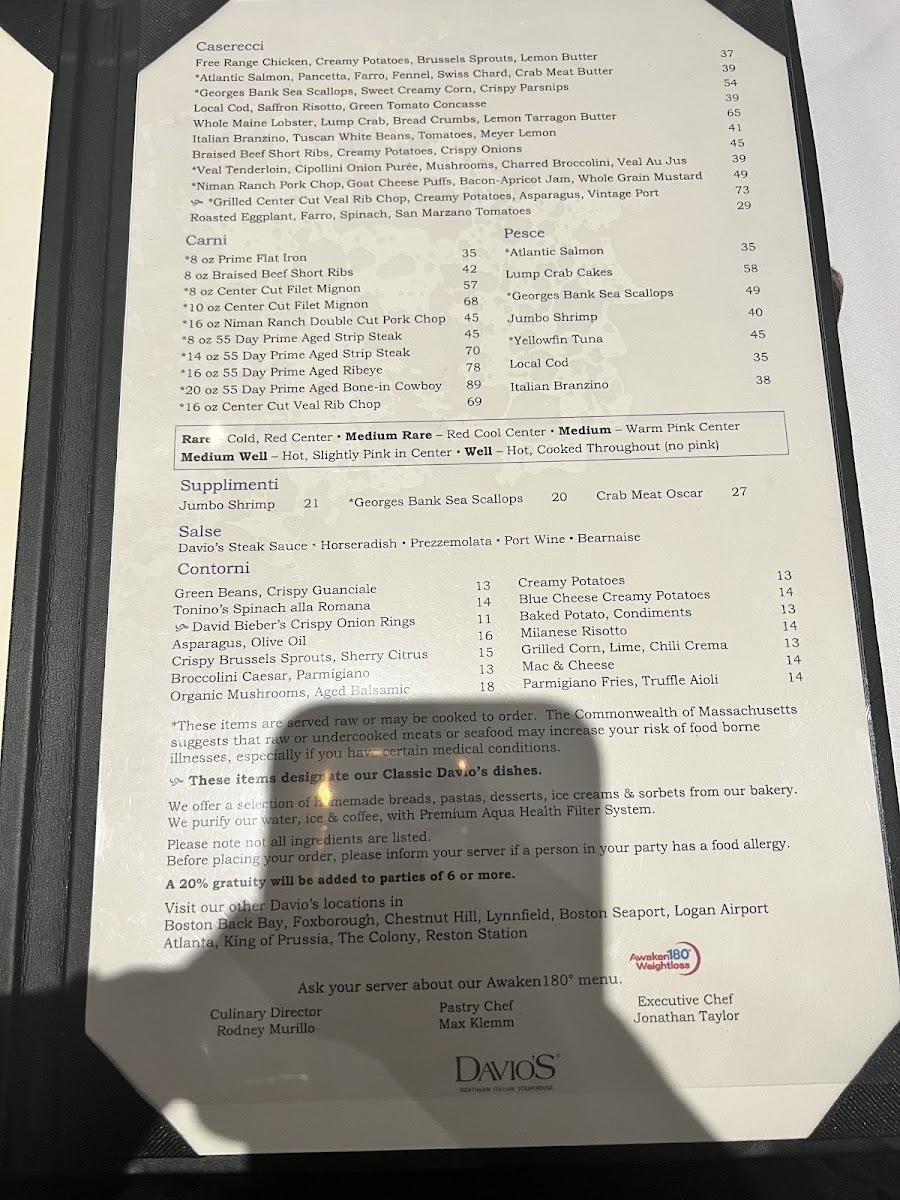 Caserecci
Free Range Chicken, Creamy Potatoes, Brussels Sprouts, Lemon Butter 37
*Atlantic Salmon, Pancetta, Farro, Fennel, Swiss Chard, Crab Meat Butter 39
*Georges Bank Sea Scallops, Sweet Creamy Corn, Crispy Parsnips 54
Local Cod, Saffron Risotto, Green Tomato Concasse 39
Whole Maine Lobster, Lump Crab, Bread Crumbs, Lemon Tarragon Butter 65
Italian Branzino, Tuscan White Beans, Tomatoes, Meyer Lemon 41
Braised Beef Short Ribs, Creamy Potatoes, Crispy Onions 45
*Veal Tenderloin, Cipollini Onion Purée, Mushrooms, Charred Broccolini, Veal Au Jus 39
*Niman Ranch Pork Chop, Goat Cheese Puffs, Bacon-Apricot Jam, Whole Grain Mustard 49
*Grilled Center Cut Veal Rib Chop, Creamy Potatoes, Asparagus, Vintage Port 73
Roasted Eggplant, Farro, Spinach, San Marzano Tomatoes 29
Carni
*8 oz Prime Flat Iron 35
8 oz Braised Beef Short Ribs 42
*8 oz Center Cut Filet Mignon 57
*10 oz Center Cut Filet Mignon 68
*16 oz Niman Ranch Double Cut Pork Chop 45
*8 oz 55 Day Prime Aged Strip Steak 45
*14 oz 55 Day Prime Aged Strip Steak 70
*16 oz 55 Day Prime Aged Ribeye 78
*20 oz 55 Day Prime Aged Bone-in Cowboy 89
*16 oz Center Cut Veal Rib Chop 69
Pesce
*Atlantic Salmon 35
Lump Crab Cakes 58
*Georges Bank Sea Scallops 49
Jumbo Shrimp 40
*Yellowfin Tuna 45
Local Cod 35
Italian Branzino 38
Rare – Cold, Red Center • Medium Rare – Red Cool Center • Medium – Warm Pink Center
Medium Well – Hot, Slightly Pink in Center • Well – Hot, Cooked Throughout (no pink)
Supplimenti
Jumbo Shrimp 21 *Georges Bank Sea Scallops 20 Crab Meat Oscar 27
Salse
Davio's Steak Sauce • Horseradish • Prezzemolata • Port Wine • Bearnaise
Contorni
Green Beans, Crispy Guanciale 13
Tonino's Spinach alla Romana 14
David Bieber's Crispy Onion Rings 11
Asparagus, Olive Oil 16
Crispy Brussels Sprouts, Sherry Citrus 15
Broccolini Caesar, Parmigiano 13
Organic Mushrooms, Aged Balsamic 18
Creamy Potatoes 13
Blue Cheese Creamy Potatoes 14
Baked Potato, Condiments 13
Milanese Risotto 14
Grilled Corn, Lime, Chili Crema 13
Mac & Cheese 14
Parmigiano Fries, Truffle Aioli 14
*These items are served raw or may be cooked to order. The Commonwealth of Massachusetts
suggests that raw or undercooked meats or seafood may increase your risk of food borne
illnesses, especially if you have certain medical conditions.
These items designate our Classic Davio's dishes.
We offer a selection of homemade breads, pastas, desserts, ice creams & sorbets from our bakery.
We purify our water, ice & coffee, with Premium Aqua Health Filter System.
Please note not all ingredients are listed.
Before placing your order, please inform your server if a person in your party has a food allergy.
A 20% gratuity will be added to parties of 6 or more.
Visit our other Davio's locations in
Boston Back Bay, Foxborough, Chestnut Hill, Lynnfield, Boston Seaport, Logan Airport
Atlanta, King of Prussia, The Colony, Reston Station
Awaken180°
Weightloss
Ask your server about our Awaken180° menu.
Culinary Director
Rodney Murillo
Pastry Chef
Max Klemm
Executive Chef
Jonathan Taylor
DAVIO'S
NORTHERN ITALIAN STEAKHOUSE